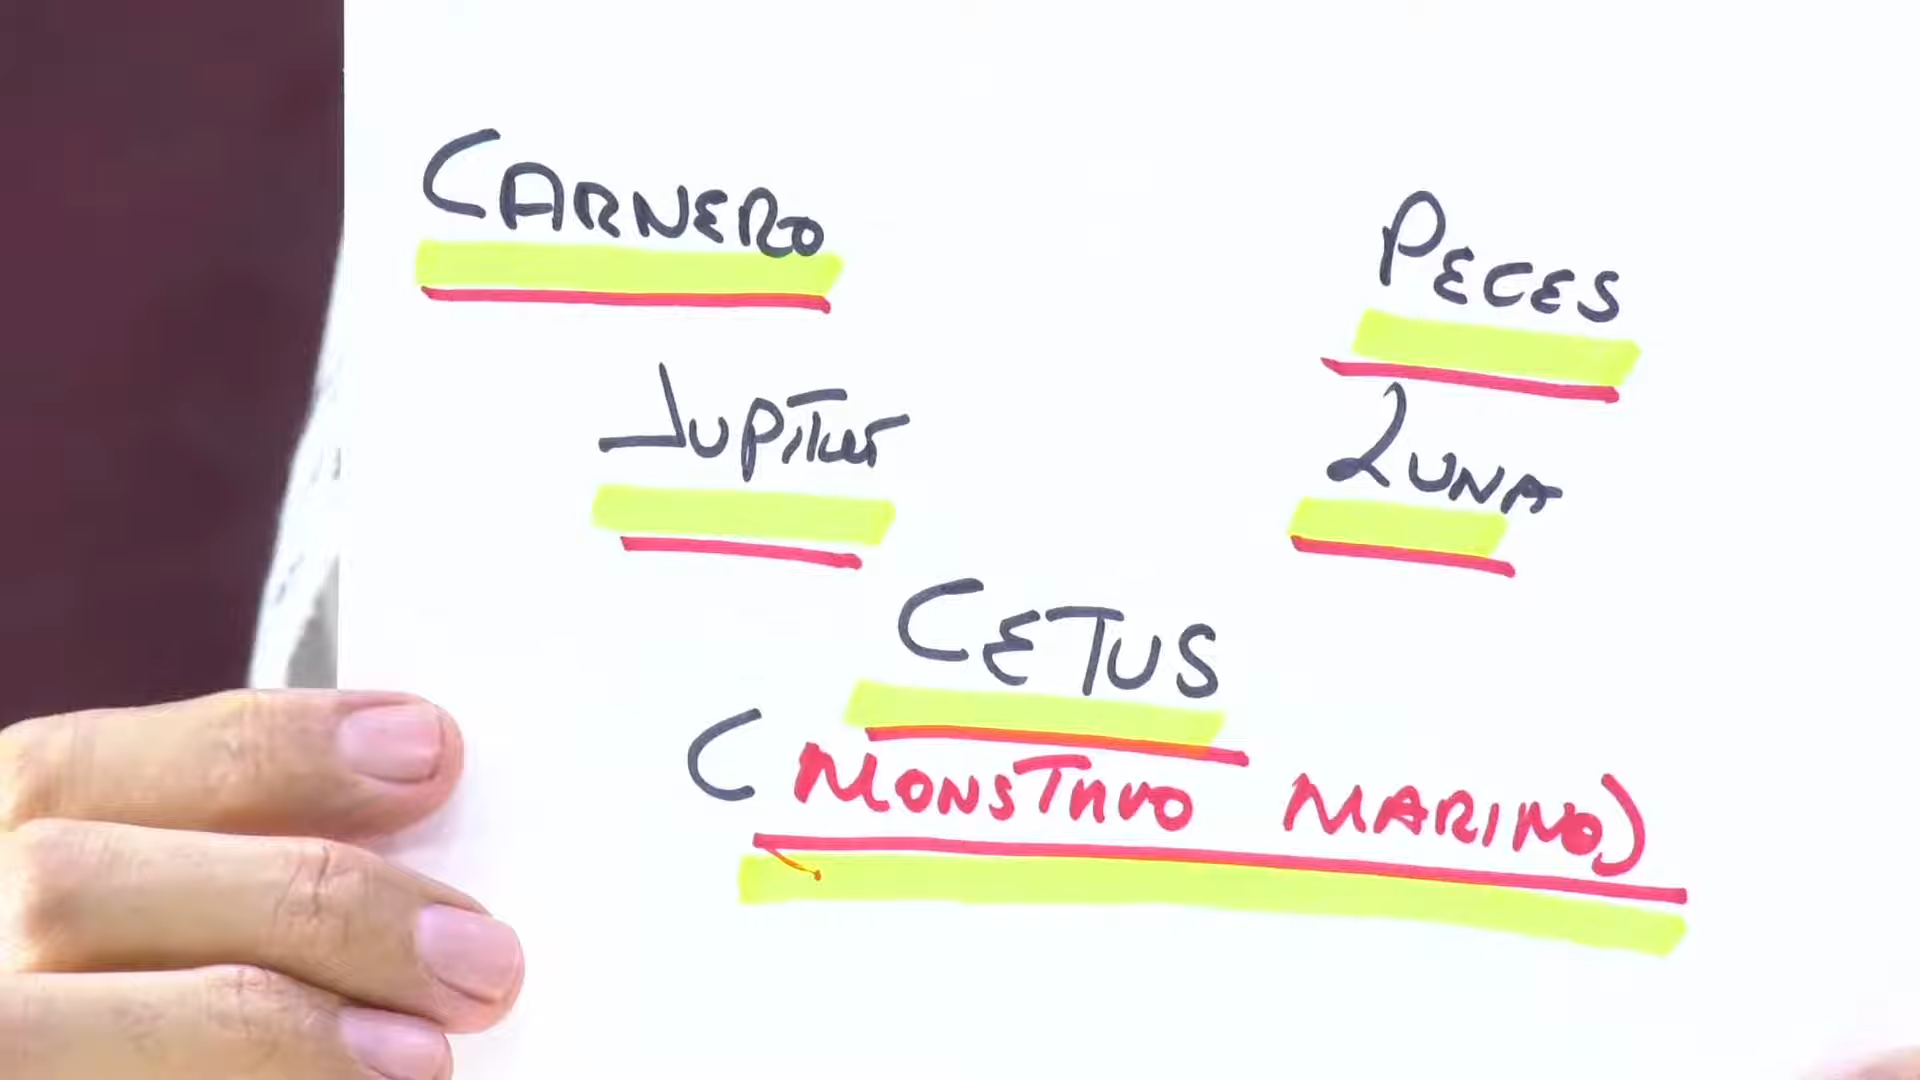 CARNERO
PECES
JUPITER
LUNA
CETUS
(MONSTRUO MARINO)